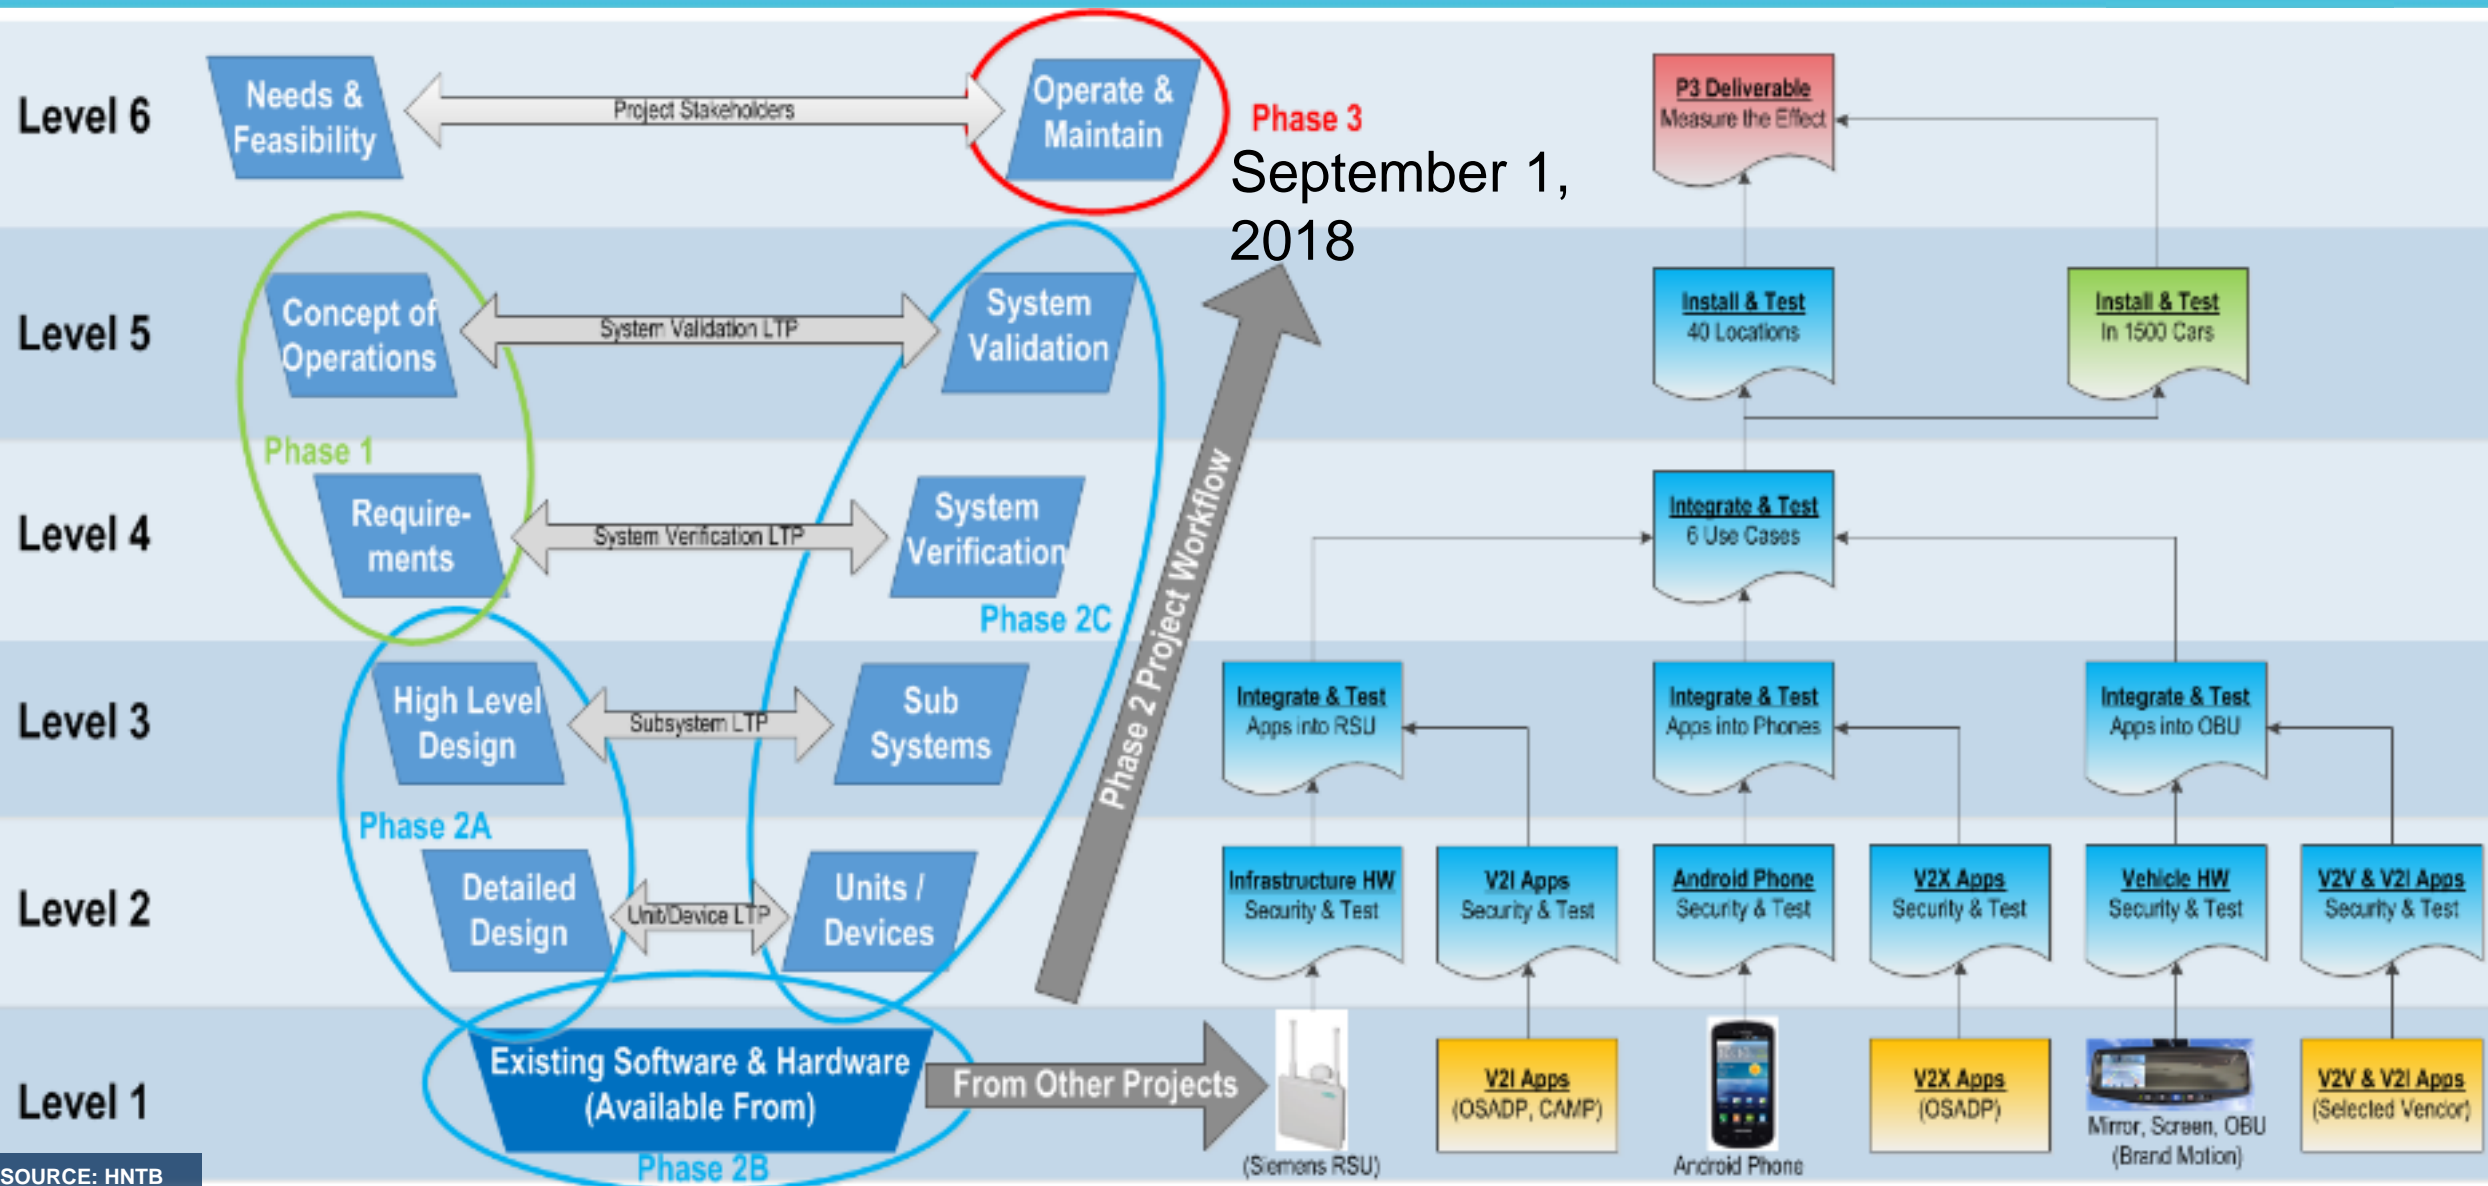 Level 6
Needs &
Feasibility
Project Stakeholders
Operate &
Maintain
Phase 3
September 1,
2018
P3 Deliverable
Measure the Effect
Level 5
Concept of
Operations
System Validation LTP
System
Validation
Install & Test
40 Locations
Install & Test
In 1500 Cars
Phase 1
Level 4
Require-
ments
System Verification LTP
System
Verification
Phase 2C
Phase 2 Project Workflow
Integrate & Test
6 Use Cases
Level 3
High Level
Design
Subsystem LTP
Sub
Systems
Integrate & Test
Apps into RSU
Integrate & Test
Apps into Phones
Integrate & Test
Apps into OBU
Phase 2A
Level 2
Detailed
Design
Unit/Device LTP
Units /
Devices
Infrastructure HW
Security & Test
V2I Apps
Security & Test
Android Phone
Security & Test
V2X Apps
Security & Test
Vehicle HW
Security & Test
V2V & V2I Apps
Security & Test
Level 1
Existing Software & Hardware
(Available From)
Phase 2B
From Other Projects
(Siemens RSU)
V2I Apps
(OSADP, CAMP)
Android Phone
V2X Apps
(OSADP)
Mirror, Screen, OBU
(Brand Motion)
V2V & V2I Apps
(Selected Vendor)
SOURCE: HNTB